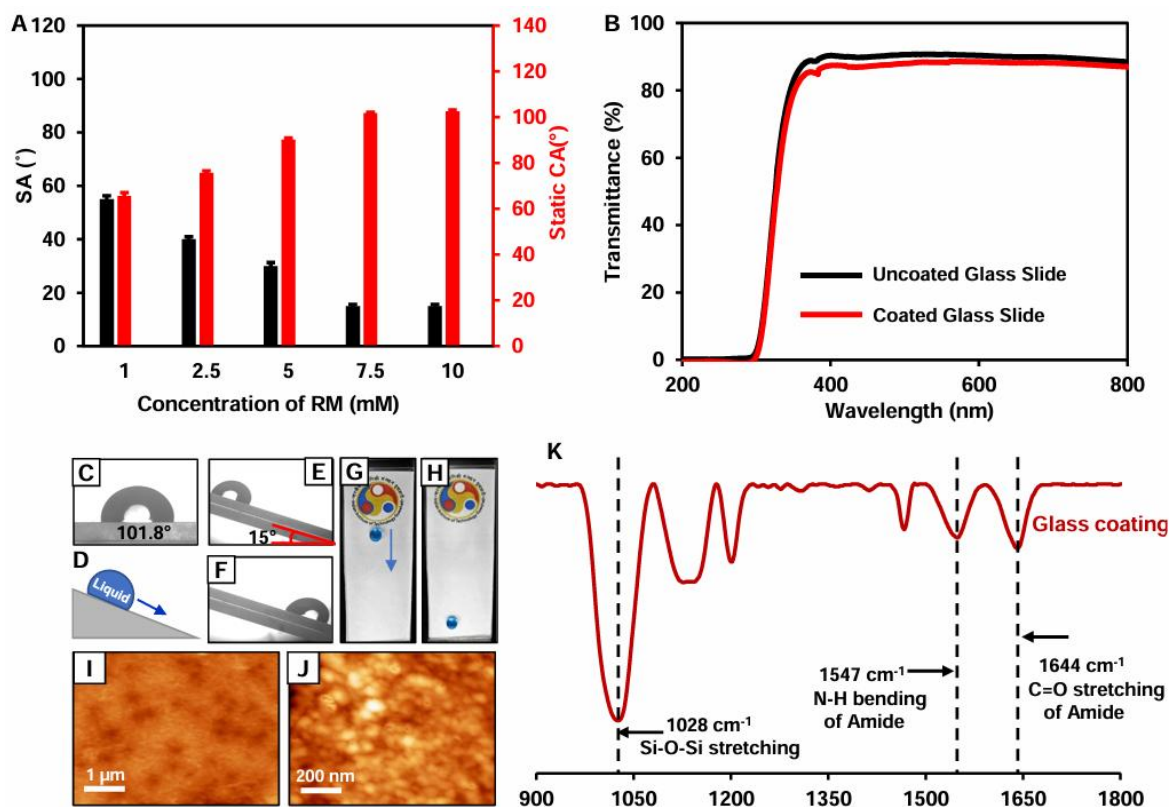 A
120
100
80
60
40
20
0
SA (°)
140
120
100
80
60
40
20
0
Static CA(°)
1 2.5 5 7.5 10
Concentration of RM (mM)
B
100
80
60
40
20
0
Transmittance (%)
Uncoated Glass Slide
Coated Glass Slide
200 400 600 800
Wavelength (nm)
C
101.8°
D
Liquid
E
15°
F
G
H
I
1 µm
J
200 nm
K
Glass coating
1028 cm-1
Si-O-Si stretching
1547 cm-1
N-H bending
of Amide
1644 cm-1
C=O stretching
of Amide
900 1050 1200 1350 1500 1650 1800